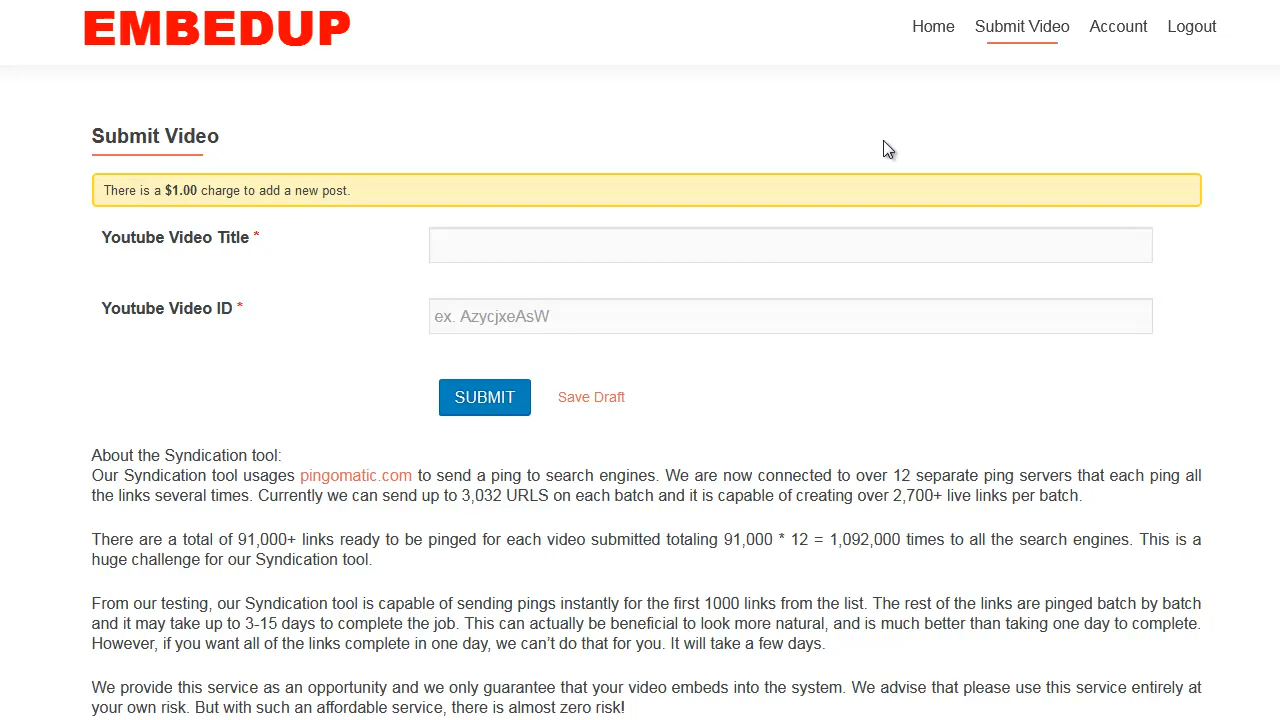 EMBEDUP
Home Submit Video Account Logout
Submit Video
There is a $1.00 charge to add a new post.
Youtube Video Title *
Youtube Video ID *
ex. AzycjxeAsW
SUBMIT Save Draft
About the Syndication tool:
Our Syndication tool usages pingomatic.com to send a ping to search engines. We are now connected to over 12 separate ping servers that each ping all
the links several times. Currently we can send up to 3,032 URLS on each batch and it is capable of creating over 2,700+ live links per batch.
There are a total of 91,000+ links ready to be pinged for each video submitted totaling 91,000 * 12 = 1,092,000 times to all the search engines. This is a
huge challenge for our Syndication tool.
From our testing, our Syndication tool is capable of sending pings instantly for the first 1000 links from the list. The rest of the links are pinged batch by batch
and it may take up to 3-15 days to complete the job. This can actually be beneficial to look more natural, and is much better than taking one day to complete.
However, if you want all of the links complete in one day, we can’t do that for you. It will take a few days.
We provide this service as an opportunity and we only guarantee that your video embeds into the system. We advise that please use this service entirely at
your own risk. But with such an affordable service, there is almost zero risk!